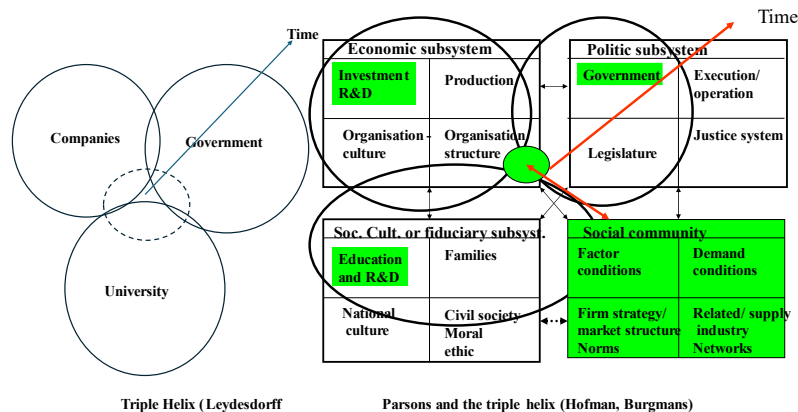 Time
Companies
Government
University
Triple Helix (Leydesdorff
Time
Economic subsystem
Investment
R&D
Production
Organisation -
culture
Organisation
structure
Politic subsystem
Government
Execution/
operation
Legislature
Justice system
Soc. Cult. or fiduciary subsyst.
Education
and R&D
Families
National
culture
Civil society
Moral
ethic
Social community
Factor
conditions
Demand
conditions
Firm strategy/
market structure
Norms
Related/ supply
industry
Networks
Parsons and the triple helix (Hofman, Burgmans)